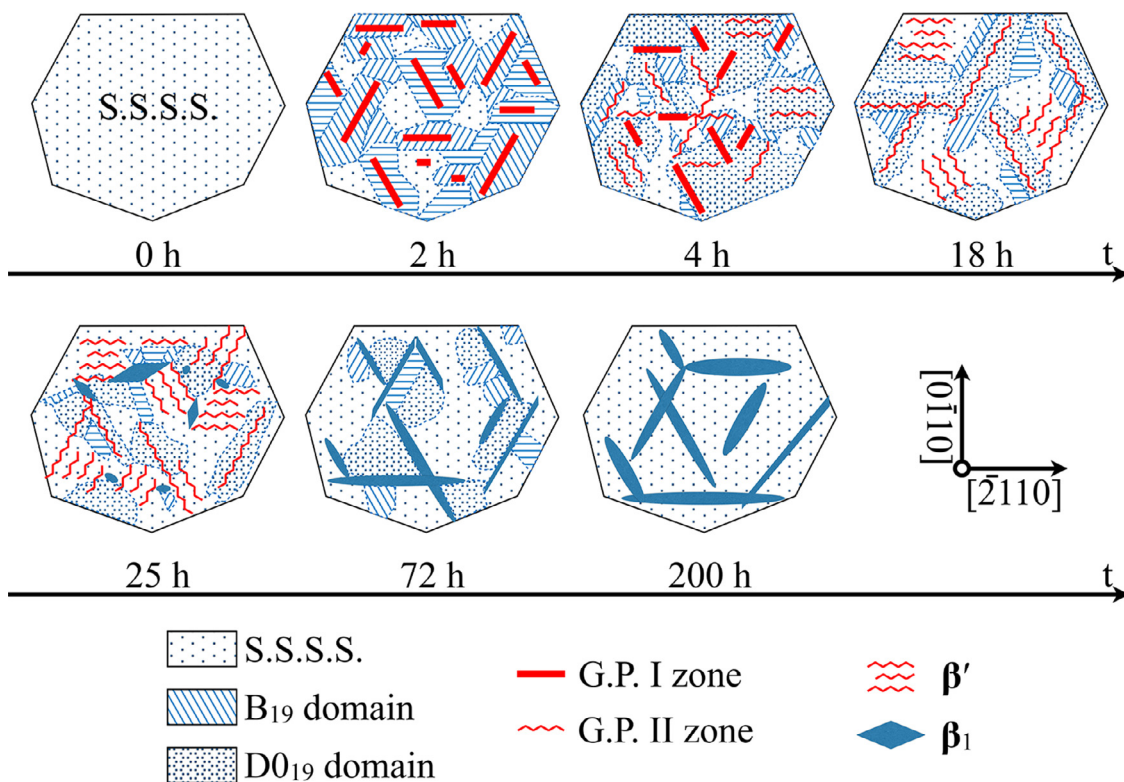 S.S.S.S.
0 h 2 h 4 h 18 h t
[01̄10]
[2̄110]
25 h 72 h 200 h t
S.S.S.S.
B₁₉ domain
D0₁₉ domain
G.P. I zone
G.P. II zone
β′
β₁